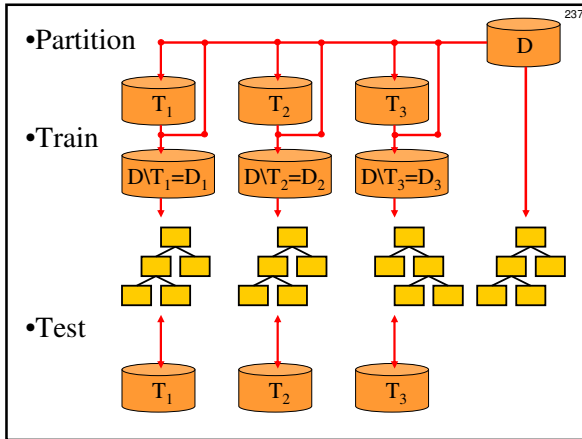 237
•Partition
D
T₁ T₂ T₃
•Train
D\T₁=D₁ D\T₂=D₂ D\T₃=D₃
•Test
T₁ T₂ T₃